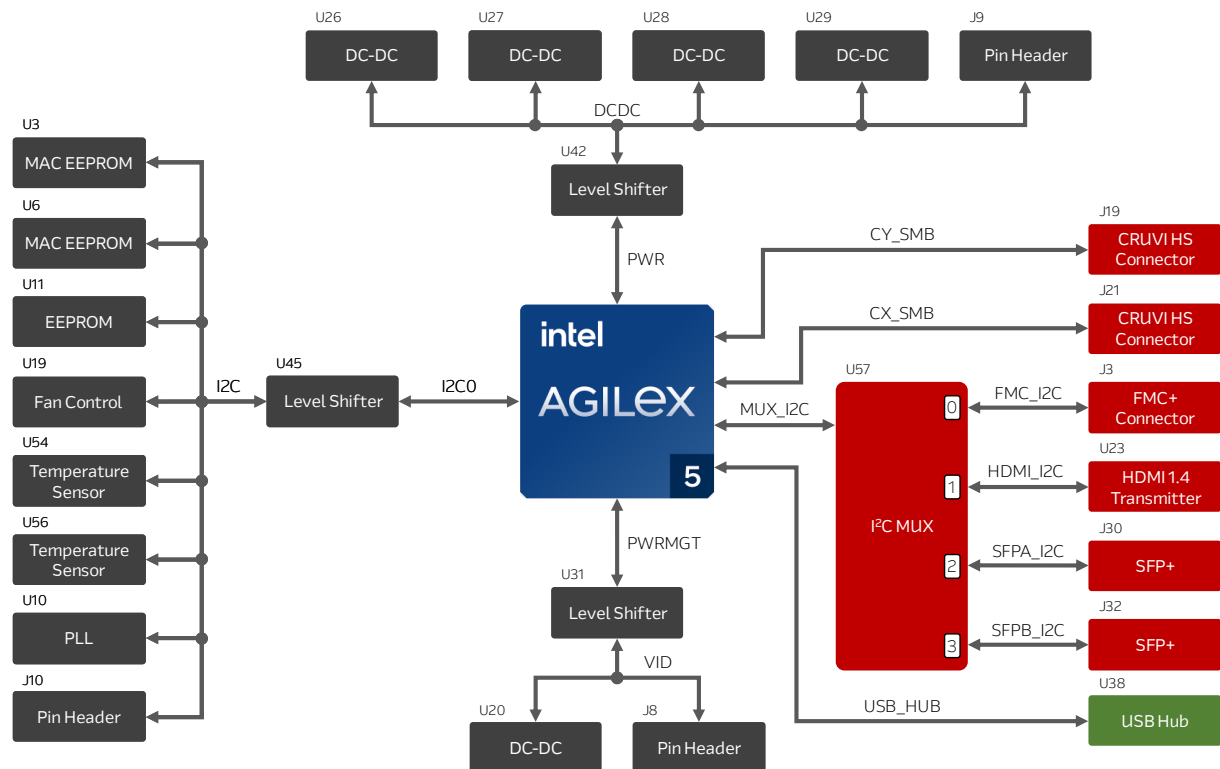 U26
U27
U28
U29
J9
DC-DC
DC-DC
DC-DC
DC-DC
Pin Header
DCDC
U42
Level Shifter
PWR
U3
MAC EEPROM
U6
MAC EEPROM
U11
EEPROM
U19
Fan Control
U54
Temperature
Sensor
U56
Temperature
Sensor
U10
PLL
J10
Pin Header
I2C
U45
Level Shifter
I2C0
intel
AGILEX
5
CY_SMB
J19
CRUVI HS
Connector
CX_SMB
J21
CRUVI HS
Connector
MUX_I2C
U57
I²C MUX
0
1
2
3
FMC_I2C
J3
FMC+
Connector
HDMI_I2C
U23
HDMI 1.4
Transmitter
SFPA_I2C
J30
SFP+
SFPB_I2C
J32
SFP+
USB_HUB
U38
USB Hub
PWRMGT
U31
Level Shifter
VID
U20
DC-DC
J8
Pin Header